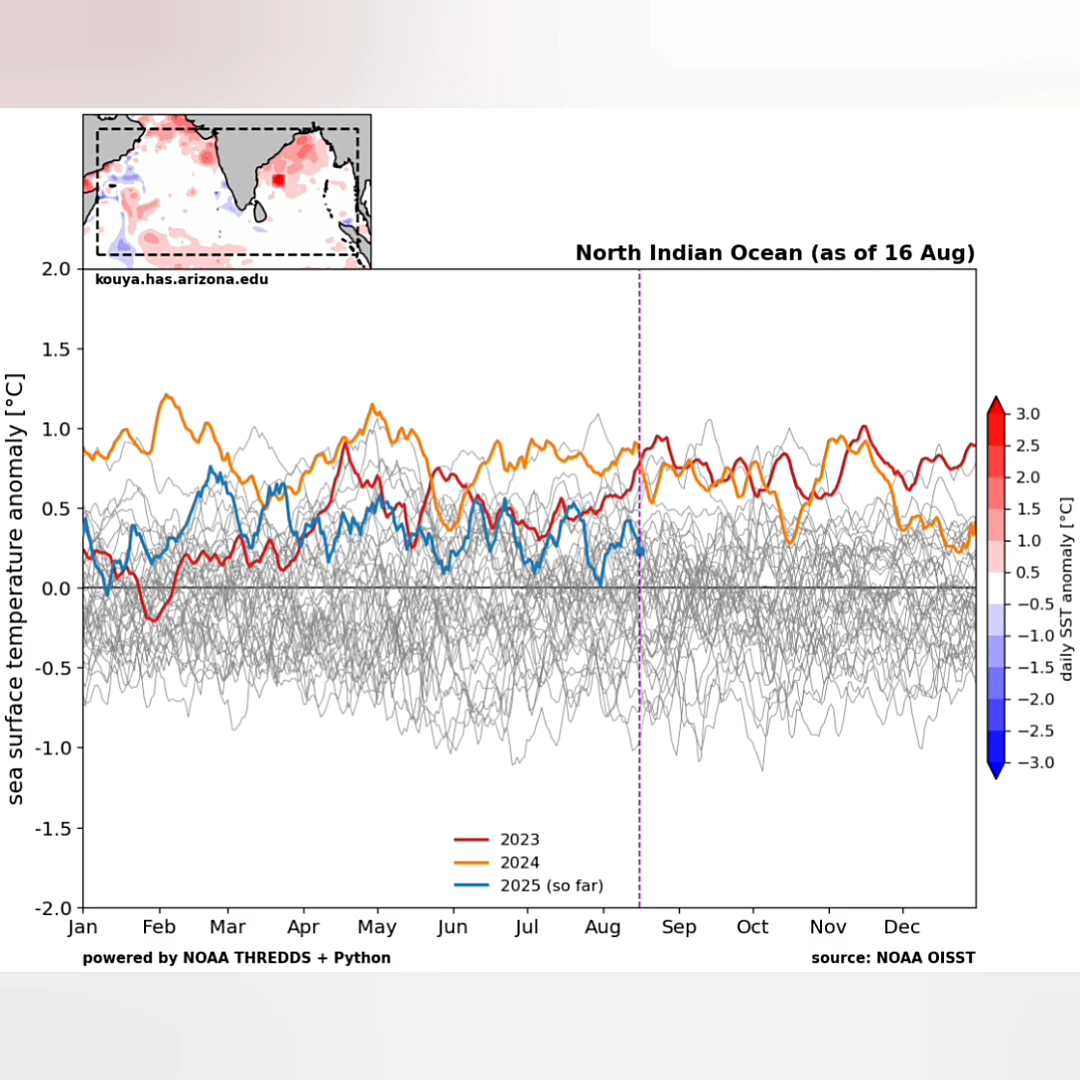 North Indian Ocean (as of 16 Aug)
kouya.has.arizona.edu
sea surface temperature anomaly [°C]
2.0
1.5
1.0
0.5
0.0
-0.5
-1.0
-1.5
-2.0
Jan Feb Mar Apr May Jun Jul Aug Sep Oct Nov Dec
2023
2024
2025 (so far)
3.0
2.5
2.0
1.5
1.0
0.5
−0.5
−1.0
−1.5
−2.0
−2.5
−3.0
daily SST anomaly [°C]
powered by NOAA THREDDS + Python
source: NOAA OISST